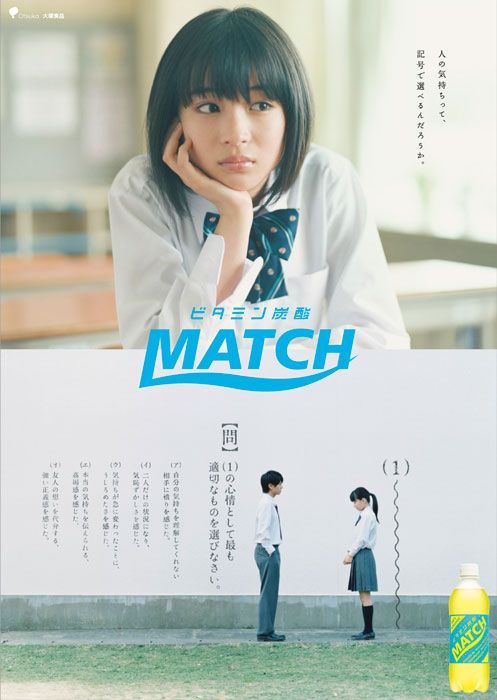 Otsuka 大塚食品
人の気持ちって、
記号で選べるんだろうか。
ビタミン炭酸
MATCH
【問】
(1)の心情として最も
適切なものを選びなさい。
(ア)自分の気持ちを理解してくれない
相手に憤りを感じた。
(イ)二人だけの状況になり、
気恥ずかしさを感じた。
(ウ)気持ちが急に変わったことに、
うしろめたさを感じた。
(エ)本当の気持ちを伝えられる、
高揚感を感じた。
(オ)友人の想いを代弁する、
強い正義感を感じた。
(1)
ビタミン炭酸
MATCH